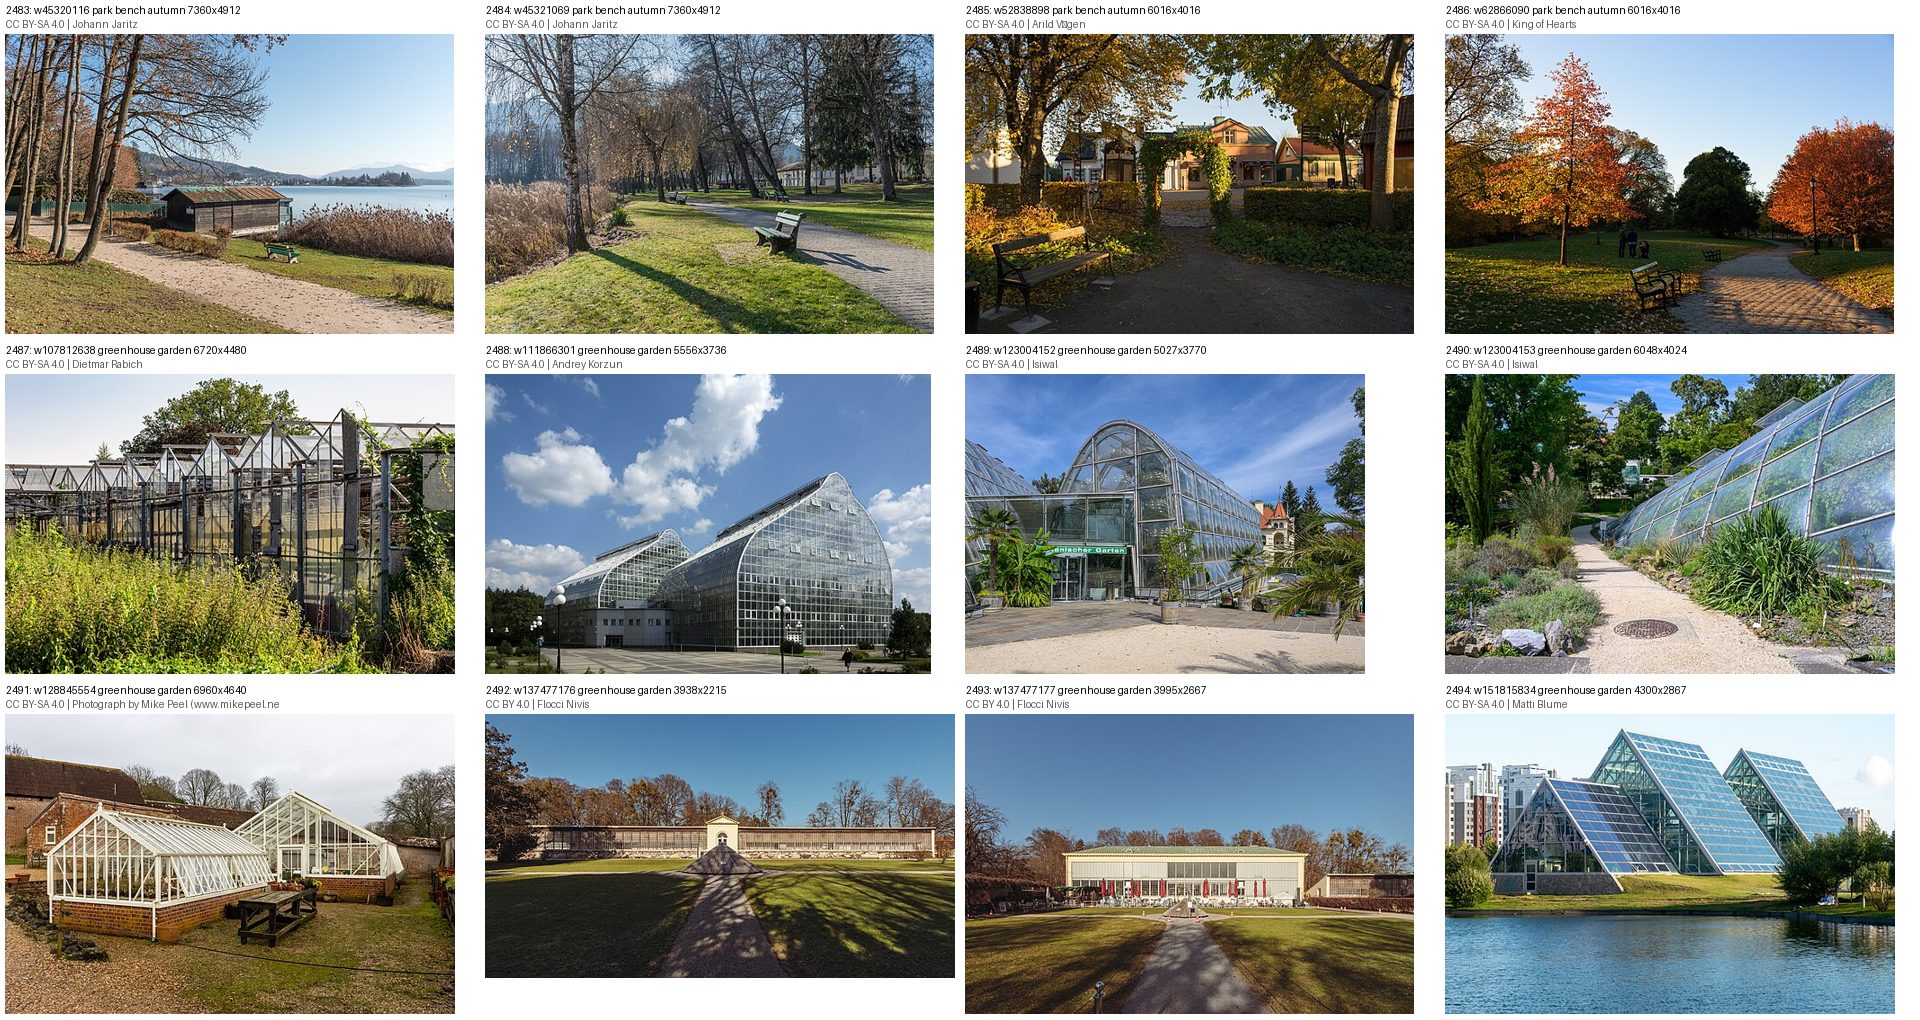 2483: w45320116 park bench autumn 7360x4912
CC BY-SA 4.0 | Johann Jaritz
2484: w45321069 park bench autumn 7360x4912
CC BY-SA 4.0 | Johann Jaritz
2485: w52838898 park bench autumn 6016x4016
CC BY-SA 4.0 | Arild
2486: w62866090 park bench autumn 6016x4016
CC BY-SA 4.0 | King of Hearts
2487: w107812638 greenhouse garden 6720x4480
CC BY-SA 4.0 | Dietmar Rabich
2488: w111866301 greenhouse garden 5556x3736
CC BY-SA 4.0 | Andrey Korzun
2489: w123004152 greenhouse garden 5027x3770
CC BY-SA 4.0 | Isiwal
anischer Garten
2490: w123004153 greenhouse garden 6048x4024
CC BY-SA 4.0 | Isiwal
2491: w128845554 greenhouse garden 6960x4640
CC BY-SA 4.0 | Photograph by Mike Peel (www.mikepeel.ne
2492: w137477176 greenhouse garden 3938x2215
CC BY 4.0 | Flocci Nivis
2493: w137477177 greenhouse garden 3995x2667
CC BY 4.0 | Flocci Nivis
2494: w151815834 greenhouse garden 4300x2867
CC BY-SA 4.0 | Matti Blume